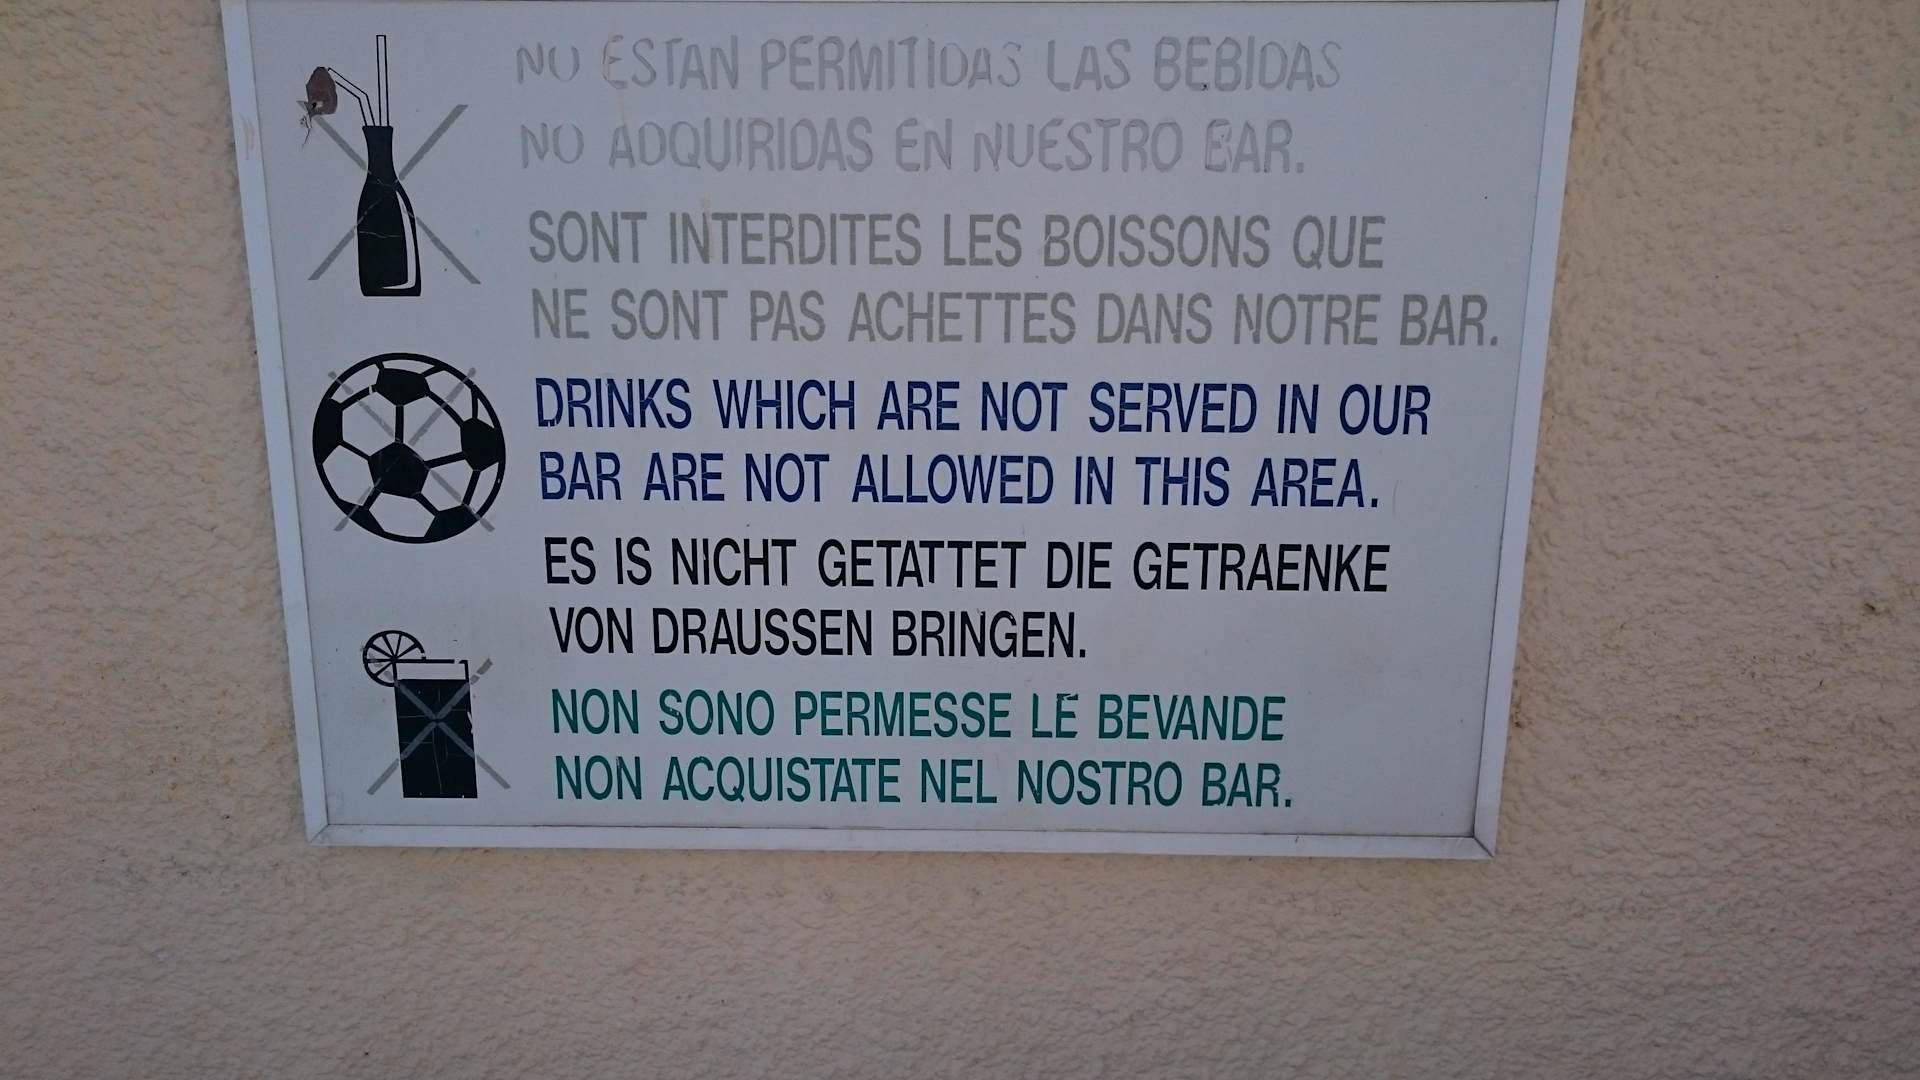 NO ESTAN PERMITIDAS LAS BEBIDAS
NO ADQUIRIDAS EN NUESTRO BAR.
SONT INTERDITES LES BOISSONS QUE
NE SONT PAS ACHETTES DANS NOTRE BAR.
DRINKS WHICH ARE NOT SERVED IN OUR
BAR ARE NOT ALLOWED IN THIS AREA.
ES IS NICHT GETATTET DIE GETRAENKE
VON DRAUSSEN BRINGEN.
NON SONO PERMESSE LE BEVANDE
NON ACQUISTATE NEL NOSTRO BAR.